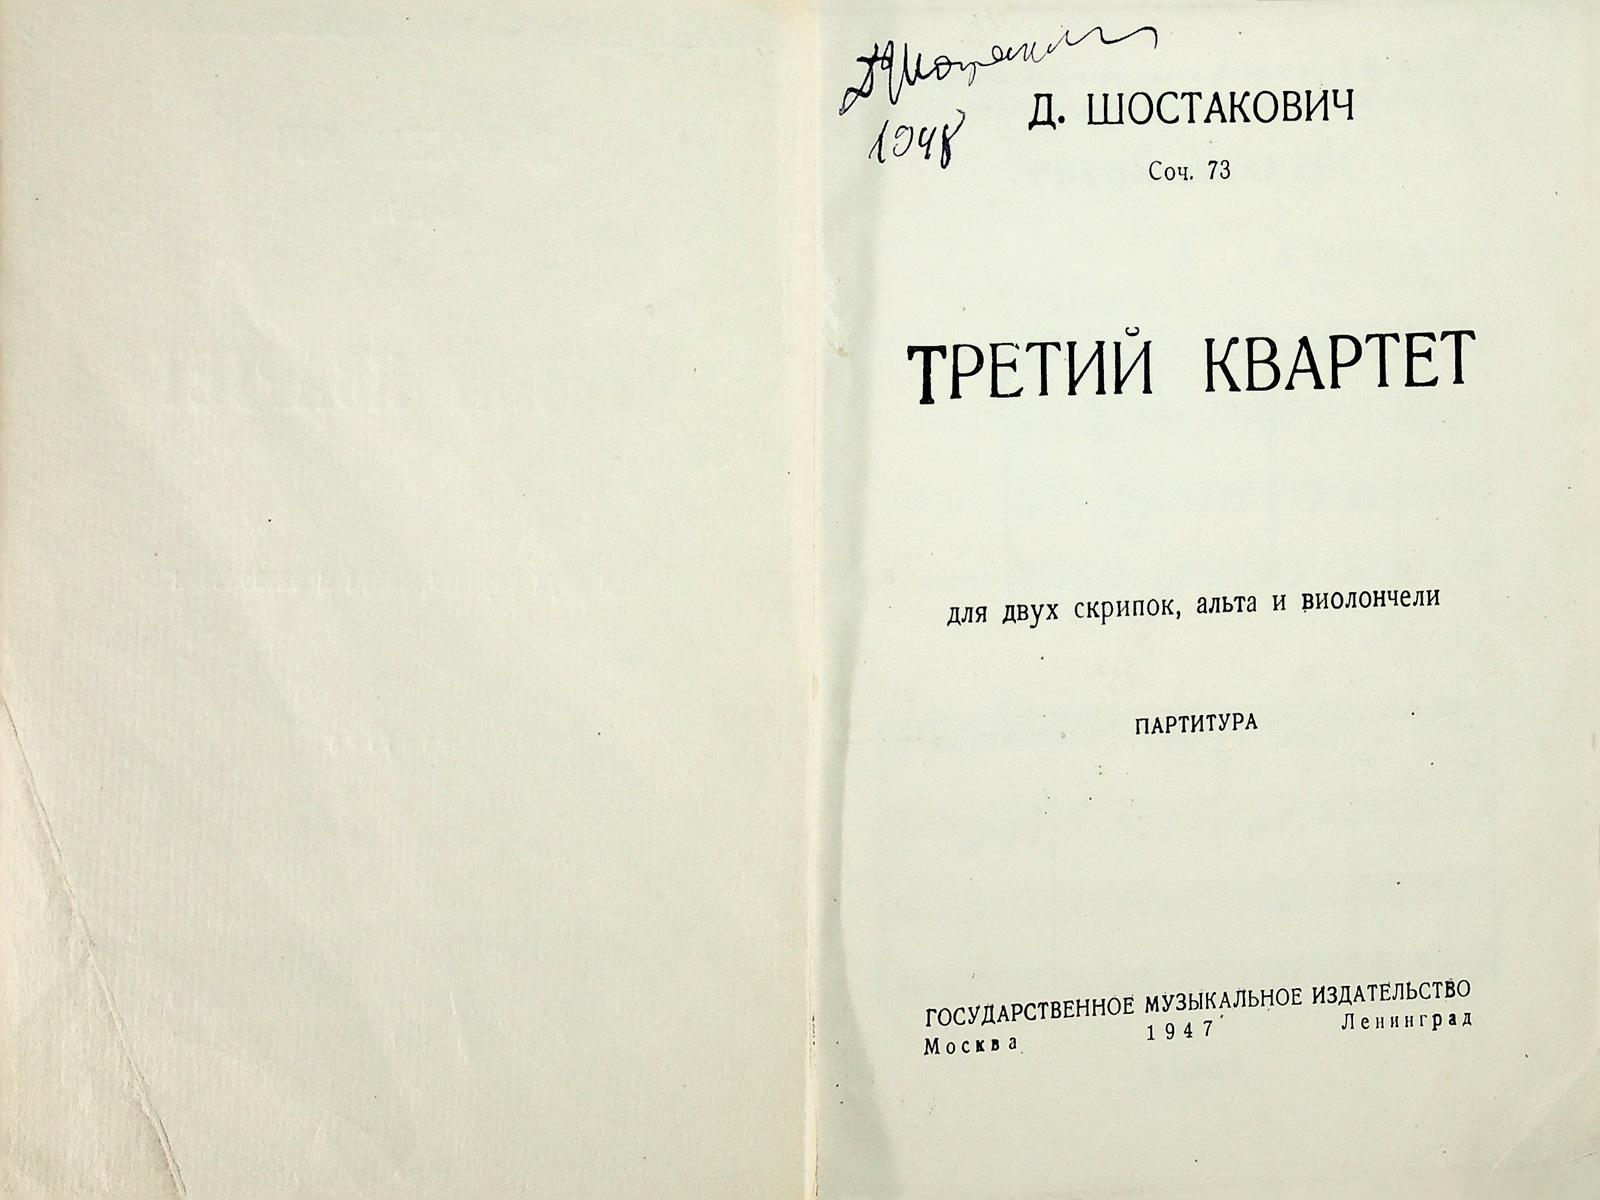 1948
Д. ШОСТАКОВИЧ
Соч. 73
ТРЕТИЙ КВАРТЕТ
для двух скрипок, альта и виолончели
ПАРТИТУРА
ГОСУДАРСТВЕННОЕ МУЗЫКАЛЬНОЕ ИЗДАТЕЛЬСТВО
Москва 1947 Ленинград